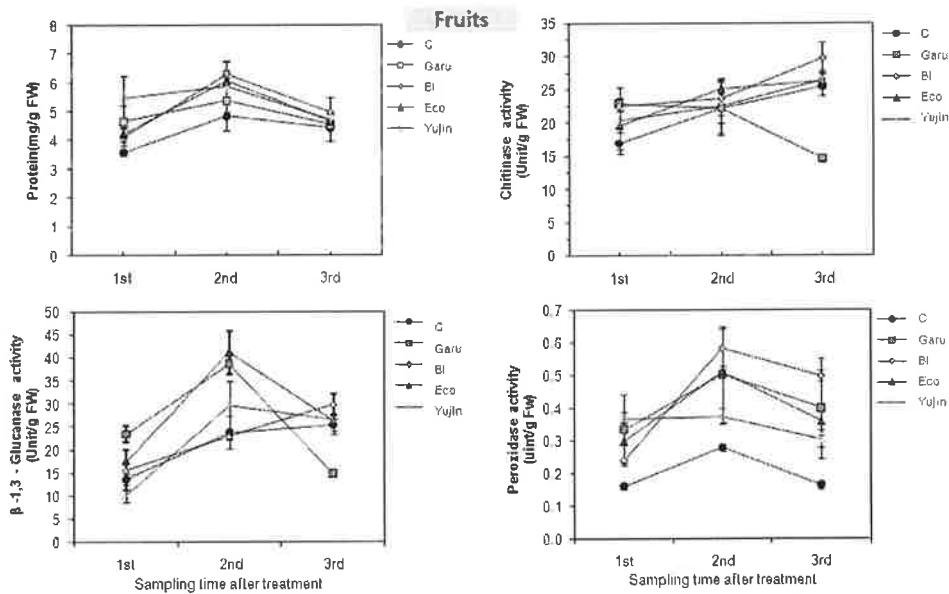 Fruits
Protein(mg/g FW)
8
7
6
5
4
3
2
1
0
1st 2nd 3rd
C
Garu
BI
Eco
Yujin
Chitinase activity
(Unit/g FW)
35
30
25
20
15
10
5
0
1st 2nd 3rd
C
Garu
BI
Eco
Yujin
β -1,3 - Glucanase activity
(Unit/g FW)
50
45
40
35
30
25
20
15
10
5
0
1st 2nd 3rd
Sampling time after treatment
C
Garu
BI
Eco
Yujin
Peroxidase activity
(uint/g FW)
0.7
0.6
0.5
0.4
0.3
0.2
0.1
0.0
1st 2nd 3rd
Sampling time after treatment
C
Garu
BI
Eco
Yujin